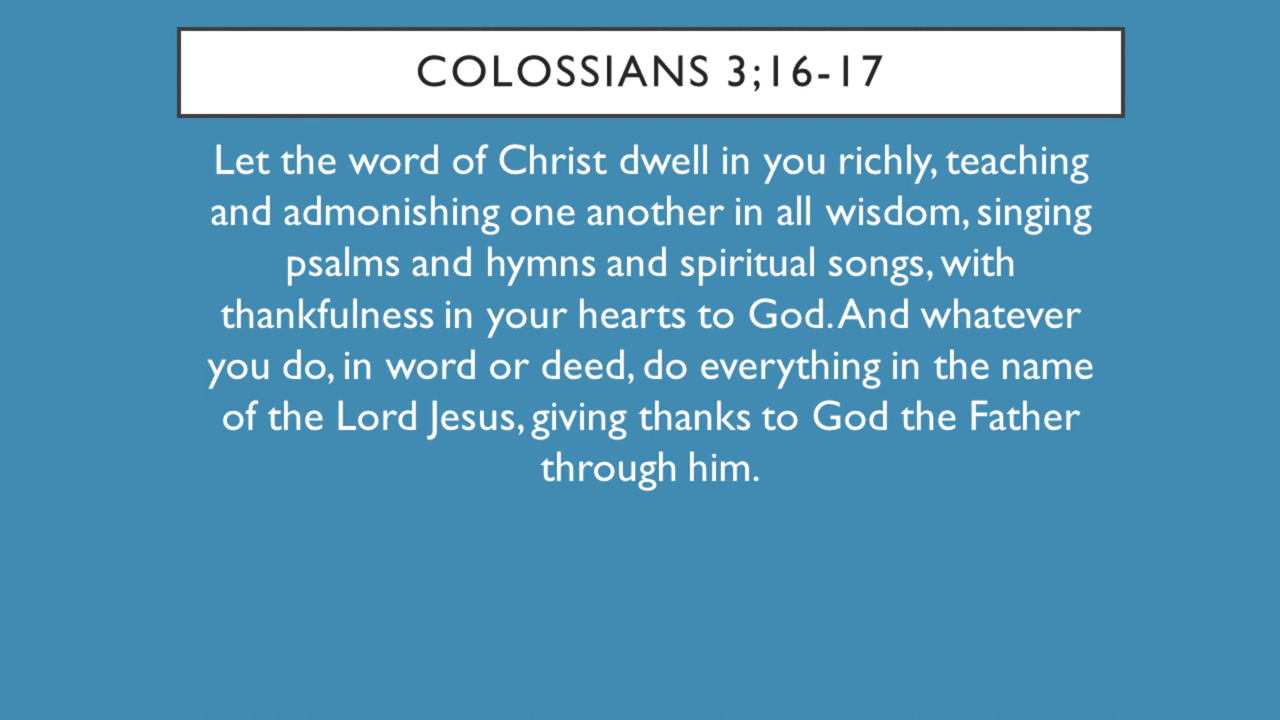 COLOSSIANS 3;16-17
Let the word of Christ dwell in you richly, teaching
and admonishing one another in all wisdom, singing
psalms and hymns and spiritual songs, with
thankfulness in your hearts to God. And whatever
you do, in word or deed, do everything in the name
of the Lord Jesus, giving thanks to God the Father
through him.